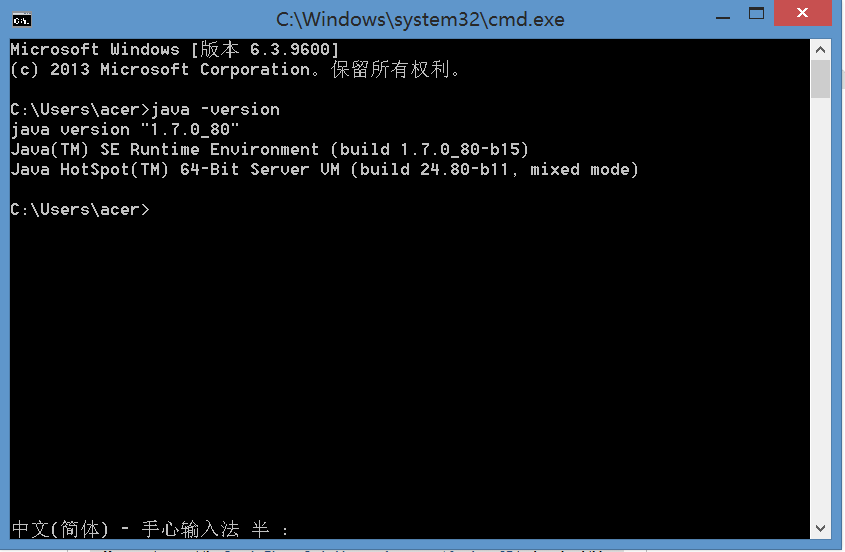 C:\Windows\system32\cmd.exe
Microsoft Windows [版本 6.3.9600]
(c) 2013 Microsoft Corporation。保留所有权利。
C:\Users\acer>java -version
java version "1.7.0_80"
Java(TM) SE Runtime Environment (build 1.7.0_80-b15)
Java HotSpot(TM) 64-Bit Server VM (build 24.80-b11, mixed mode)
C:\Users\acer>
中文(简体) - 手心输入法 半 :